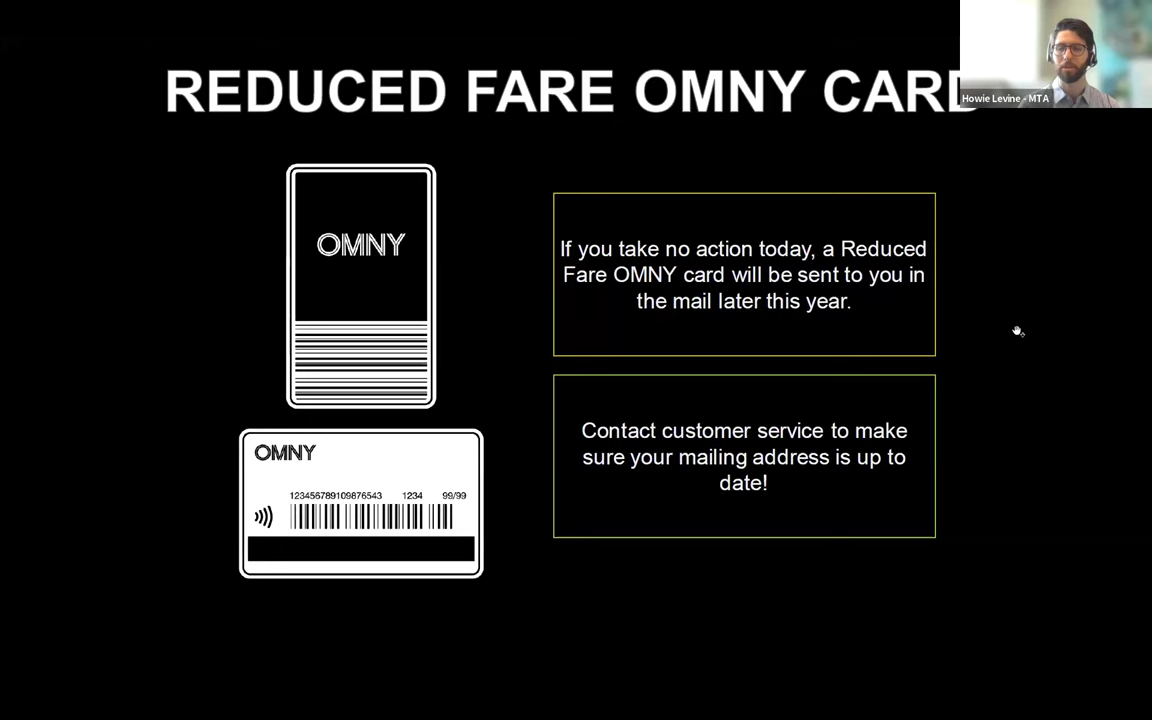 REDUCED FARE OMNY CARD
Howie Levine - MTA
OMNY
If you take no action today, a Reduced
Fare OMNY card will be sent to you in
the mail later this year.
Contact customer service to make
sure your mailing address is up to
date!
OMNY
123456789109876543 1234 99/99